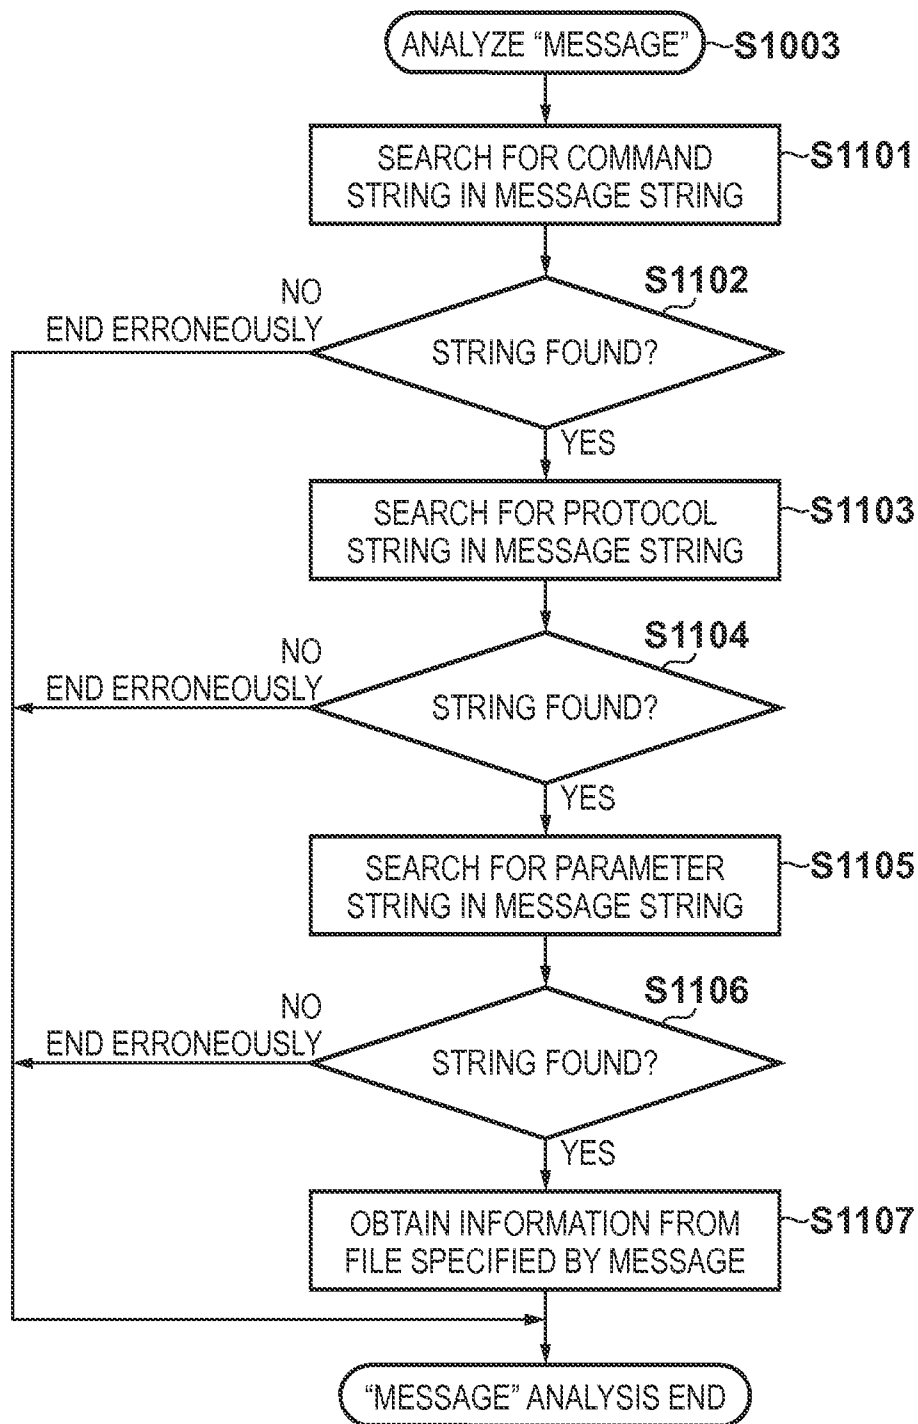 ANALYZE "MESSAGE"
S1003
SEARCH FOR COMMAND
STRING IN MESSAGE STRING
S1101
S1102
NO
END ERRONEOUSLY
STRING FOUND?
YES
SEARCH FOR PROTOCOL
STRING IN MESSAGE STRING
S1103
S1104
NO
END ERRONEOUSLY
STRING FOUND?
YES
SEARCH FOR PARAMETER
STRING IN MESSAGE STRING
S1105
S1106
NO
END ERRONEOUSLY
STRING FOUND?
YES
OBTAIN INFORMATION FROM
FILE SPECIFIED BY MESSAGE
S1107
"MESSAGE" ANALYSIS END